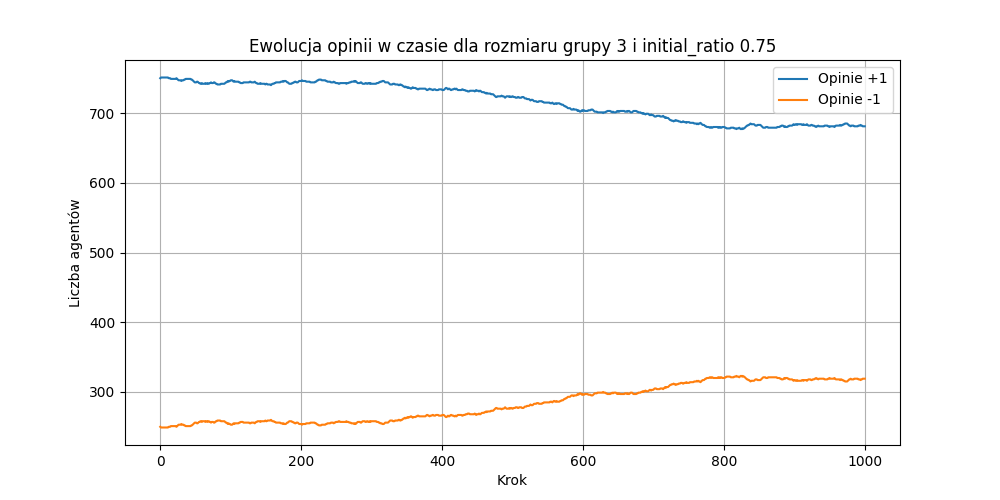 Ewolucja opinii w czasie dla rozmiaru grupy 3 i initial_ratio 0.75
Opinie +1
Opinie -1
Liczba agentów
700
600
500
400
300
0 200 400 600 800 1000
Krok